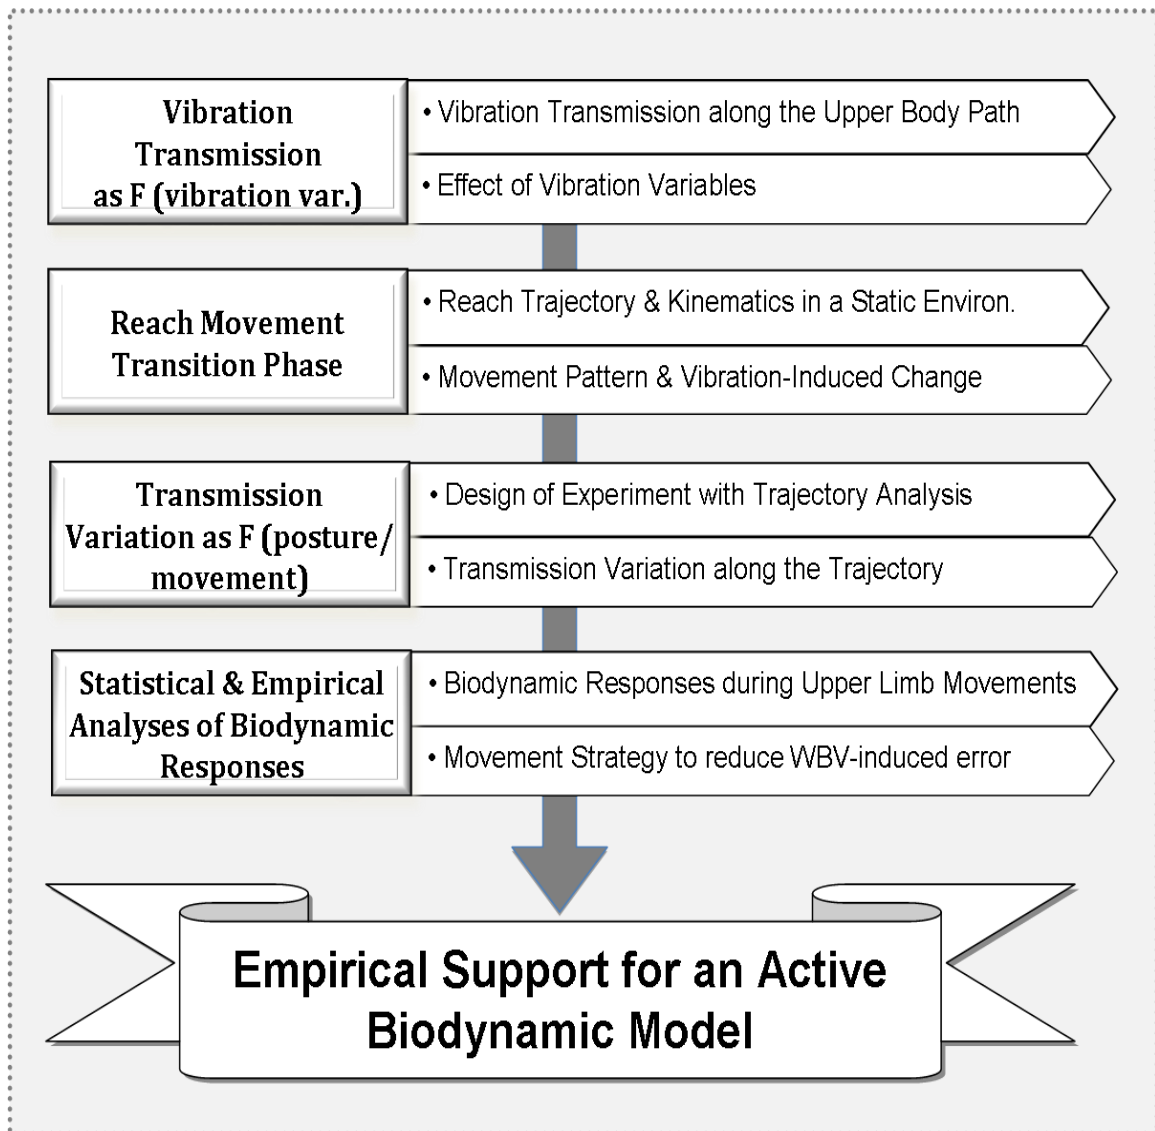 Vibration
Transmission
as F (vibration var.)
• Vibration Transmission along the Upper Body Path
• Effect of Vibration Variables
Reach Movement
Transition Phase
• Reach Trajectory & Kinematics in a Static Environ.
• Movement Pattern & Vibration-Induced Change
Transmission
Variation as F (posture/
movement)
• Design of Experiment with Trajectory Analysis
• Transmission Variation along the Trajectory
Statistical & Empirical
Analyses of Biodynamic
Responses
• Biodynamic Responses during Upper Limb Movements
• Movement Strategy to reduce WBV-induced error
Empirical Support for an Active
Biodynamic Model